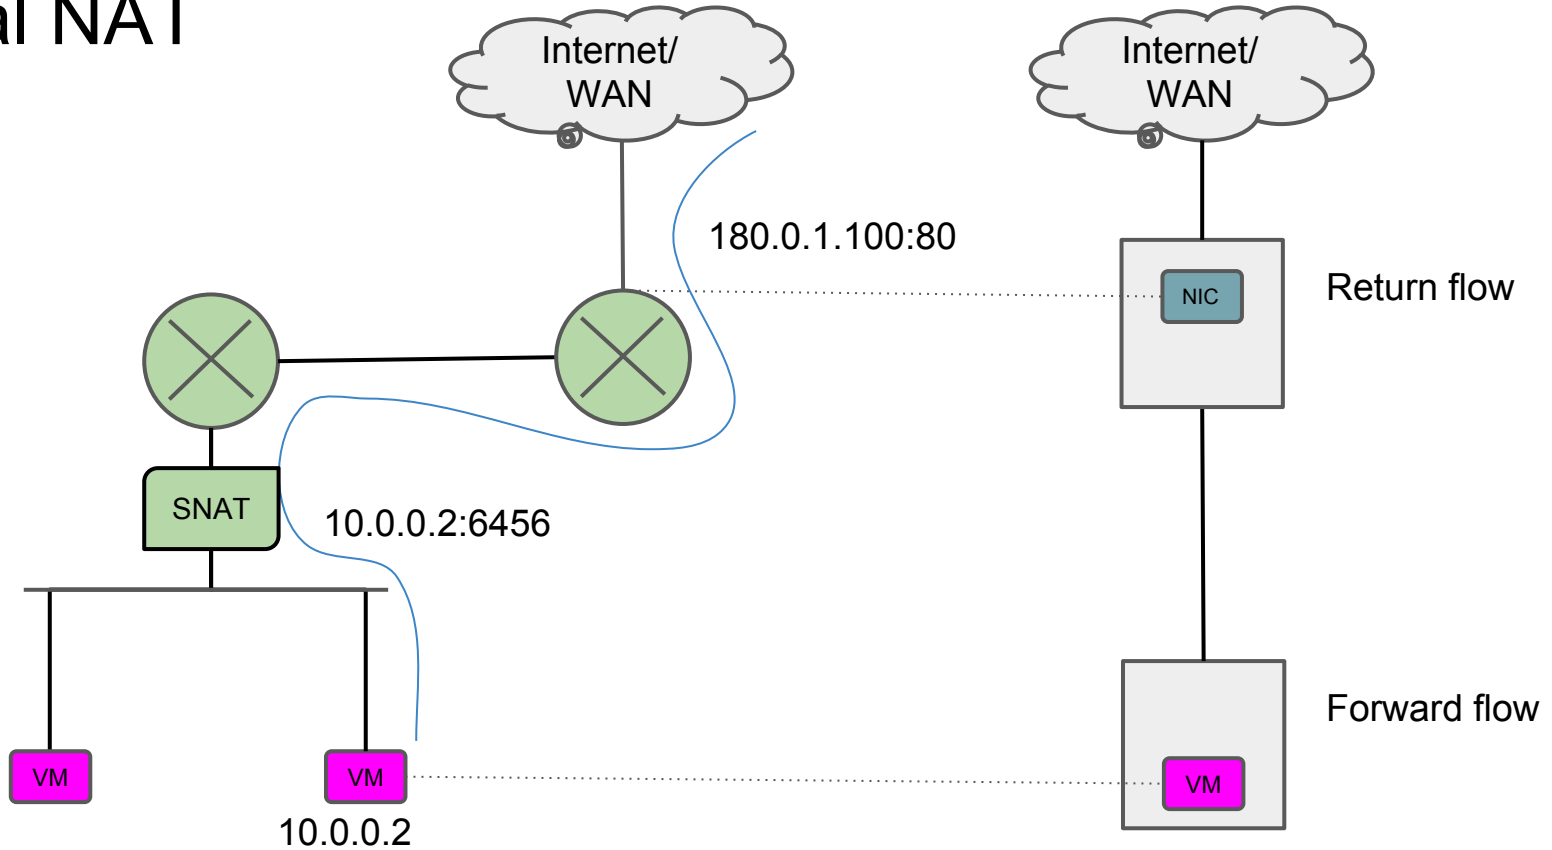 al NAT
Internet/
WAN
Internet/
WAN
180.0.1.100:80
NIC
Return flow
SNAT
10.0.0.2:6456
Forward flow
VM
VM
VM
10.0.0.2